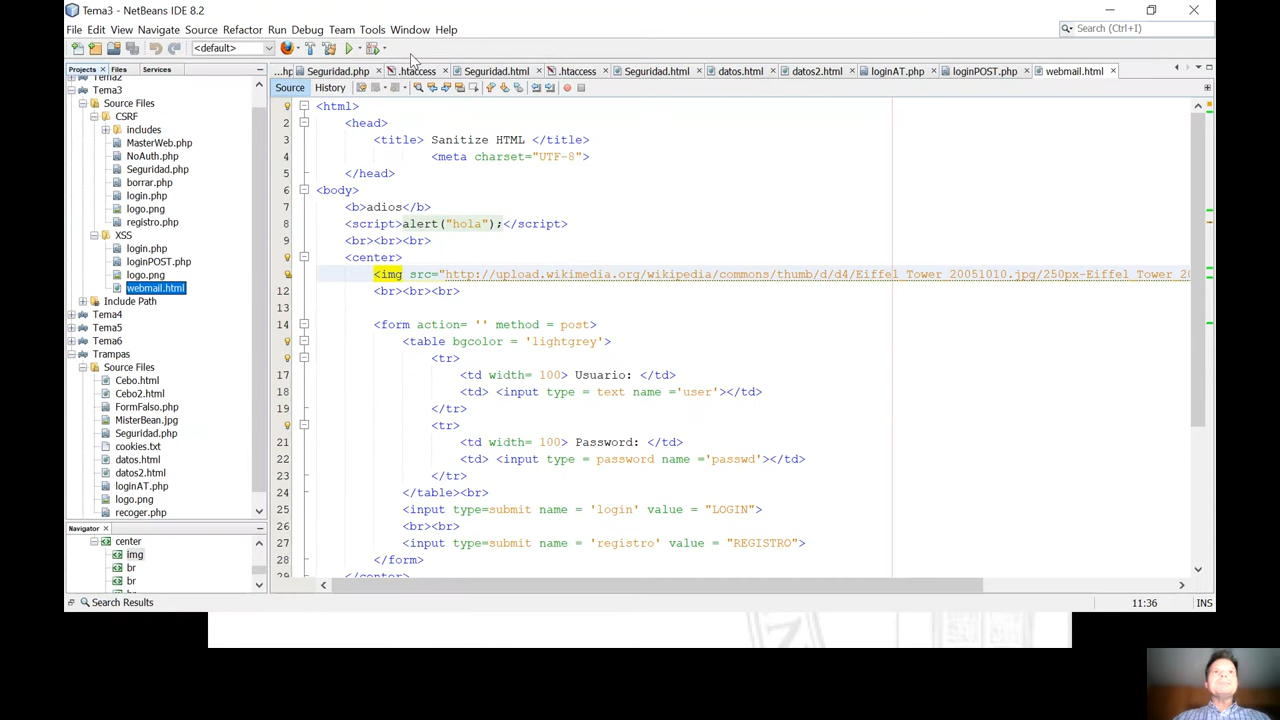 Tema3 - NetBeans IDE 8.2
File Edit View Navigate Source Refactor Run Debug Team Tools Window Help
Search (Ctrl+I)
<default>
Projects Files Services
...hp Seguridad.php .htaccess Seguridad.html .htaccess Seguridad.html datos.html datos2.html loginAT.php loginPOST.php webmail.html
Source History
Tema2
Tema3
Source Files
CSRF
includes
MasterWeb.php
NoAuth.php
Seguridad.php
borrar.php
login.php
logo.png
registro.php
XSS
login.php
loginPOST.php
logo.png
webmail.html
Include Path
Tema4
Tema5
Tema6
Trampas
Source Files
Cebo.html
Cebo2.html
FormFalso.php
MisterBean.jpg
Seguridad.php
cookies.txt
datos.html
datos2.html
loginAT.php
logo.png
recoger.php
Navigator
center
img
br
br
Search Results
1 <html>
2 <head>
3 <title> Sanitize HTML </title>
4 <meta charset="UTF-8">
5 </head>
6 <body>
7 <b>adios</b>
8 <script>alert("hola");</script>
9 <br><br><br>
<center>
<img src="http://upload.wikimedia.org/wikipedia/commons/thumb/d/d4/Eiffel_Tower_20051010.jpg/250px-Eiffel_Tower_20
12 <br><br><br>
13
14 <form action= '' method = post>
<table bgcolor = 'lightgrey'>
<tr>
17 <td width= 100> Usuario: </td>
18 <td> <input type = text name ='user'></td>
19 </tr>
<tr>
21 <td width= 100> Password: </td>
22 <td> <input type = password name ='passwd'></td>
23 </tr>
24 </table><br>
25 <input type=submit name = 'login' value = "LOGIN">
26 <br><br>
27 <input type=submit name = 'registro' value = "REGISTRO">
28 </form>
29 </center>
11:36 INS